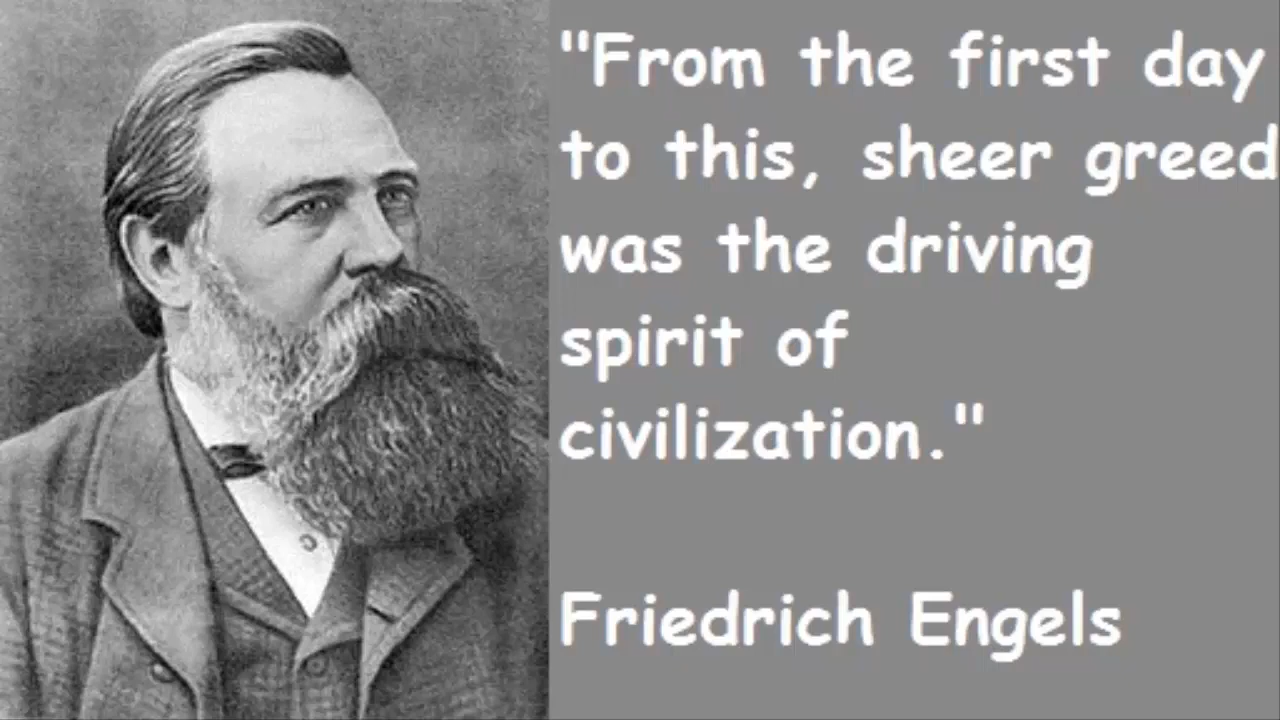 "From the first day
to this, sheer greed
was the driving
spirit of
civilization."
Friedrich Engels